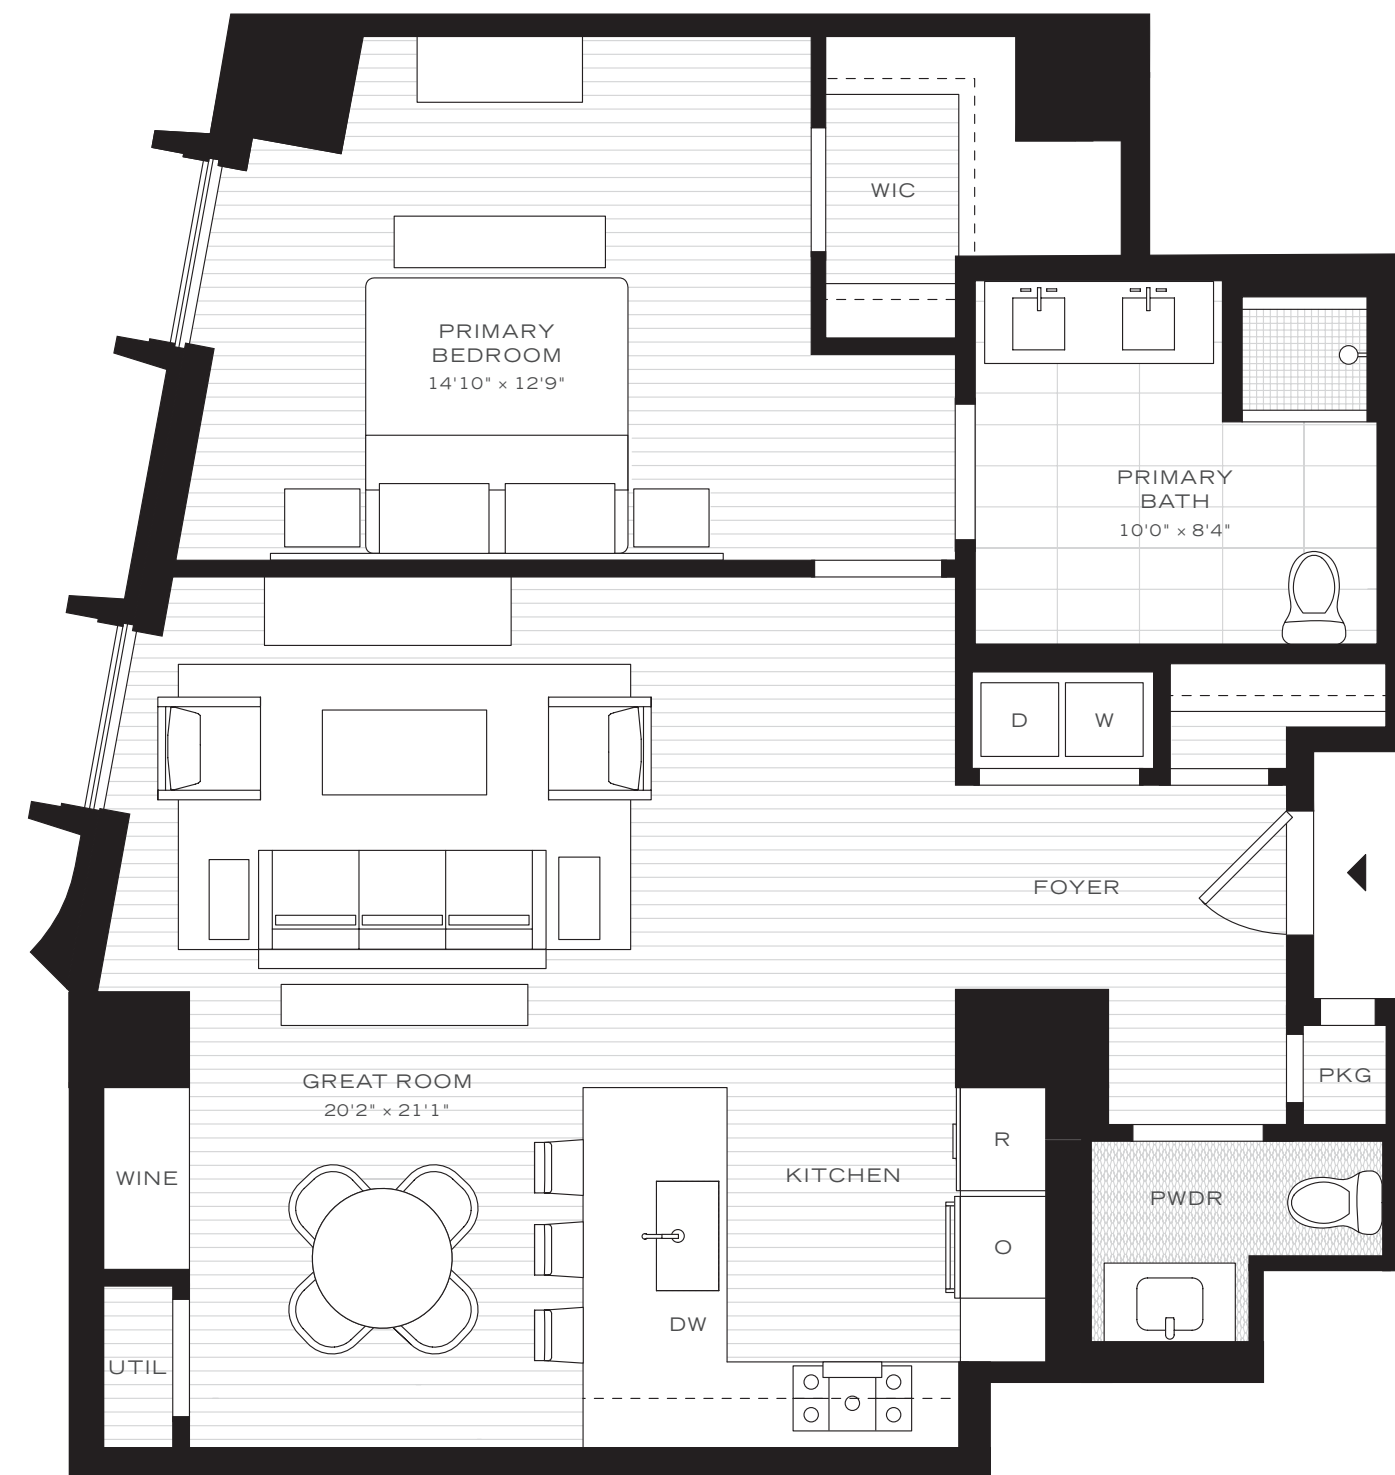 WIC
PRIMARY
BEDROOM
14'10" × 12'9"
PRIMARY
BATH
10'0" × 8'4"
D
W
FOYER
GREAT ROOM
20'2" × 21'1"
PKG
R
KITCHEN
WINE
PWDR
O
DW
UTIL